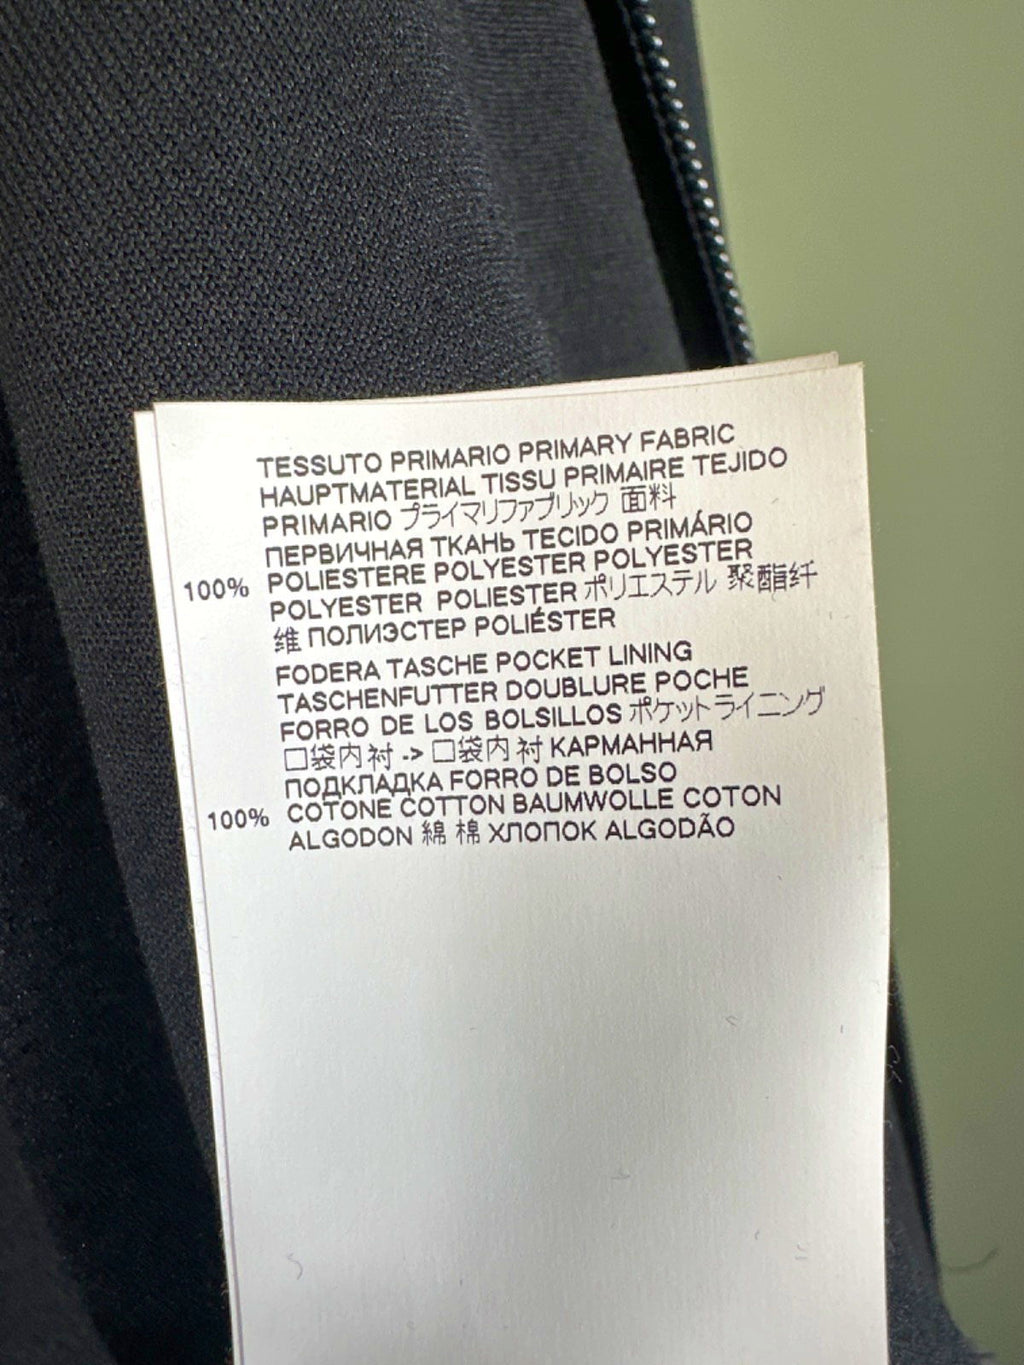 TESSUTO PRIMARIO PRIMARY FABRIC
HAUPTMATERIAL TISSU PRIMAIRE TEJIDO
PRIMARIO プライマリファブリック 面料
ПЕРВИЧНАЯ ТКАНЬ TECIDO PRIMÁRIO
100% POLIESTERE POLYESTER POLYESTER
POLYESTER POLIESTER ポリエステル 聚酯纤
维 ПОЛИЭСТЕР POLIÉSTER
FODERA TASCHE POCKET LINING
TASCHENFUTTER DOUBLURE POCHE
FORRO DE LOS BOLSILLOS ポケットライニング
口袋内衬 -> 口袋内衬 КАРМАННАЯ
ПОДКЛАДКА FORRO DE BOLSO
100% COTONE COTTON BAUMWOLLE COTON
ALGODON 綿 棉 ХЛОПОК ALGODÃO